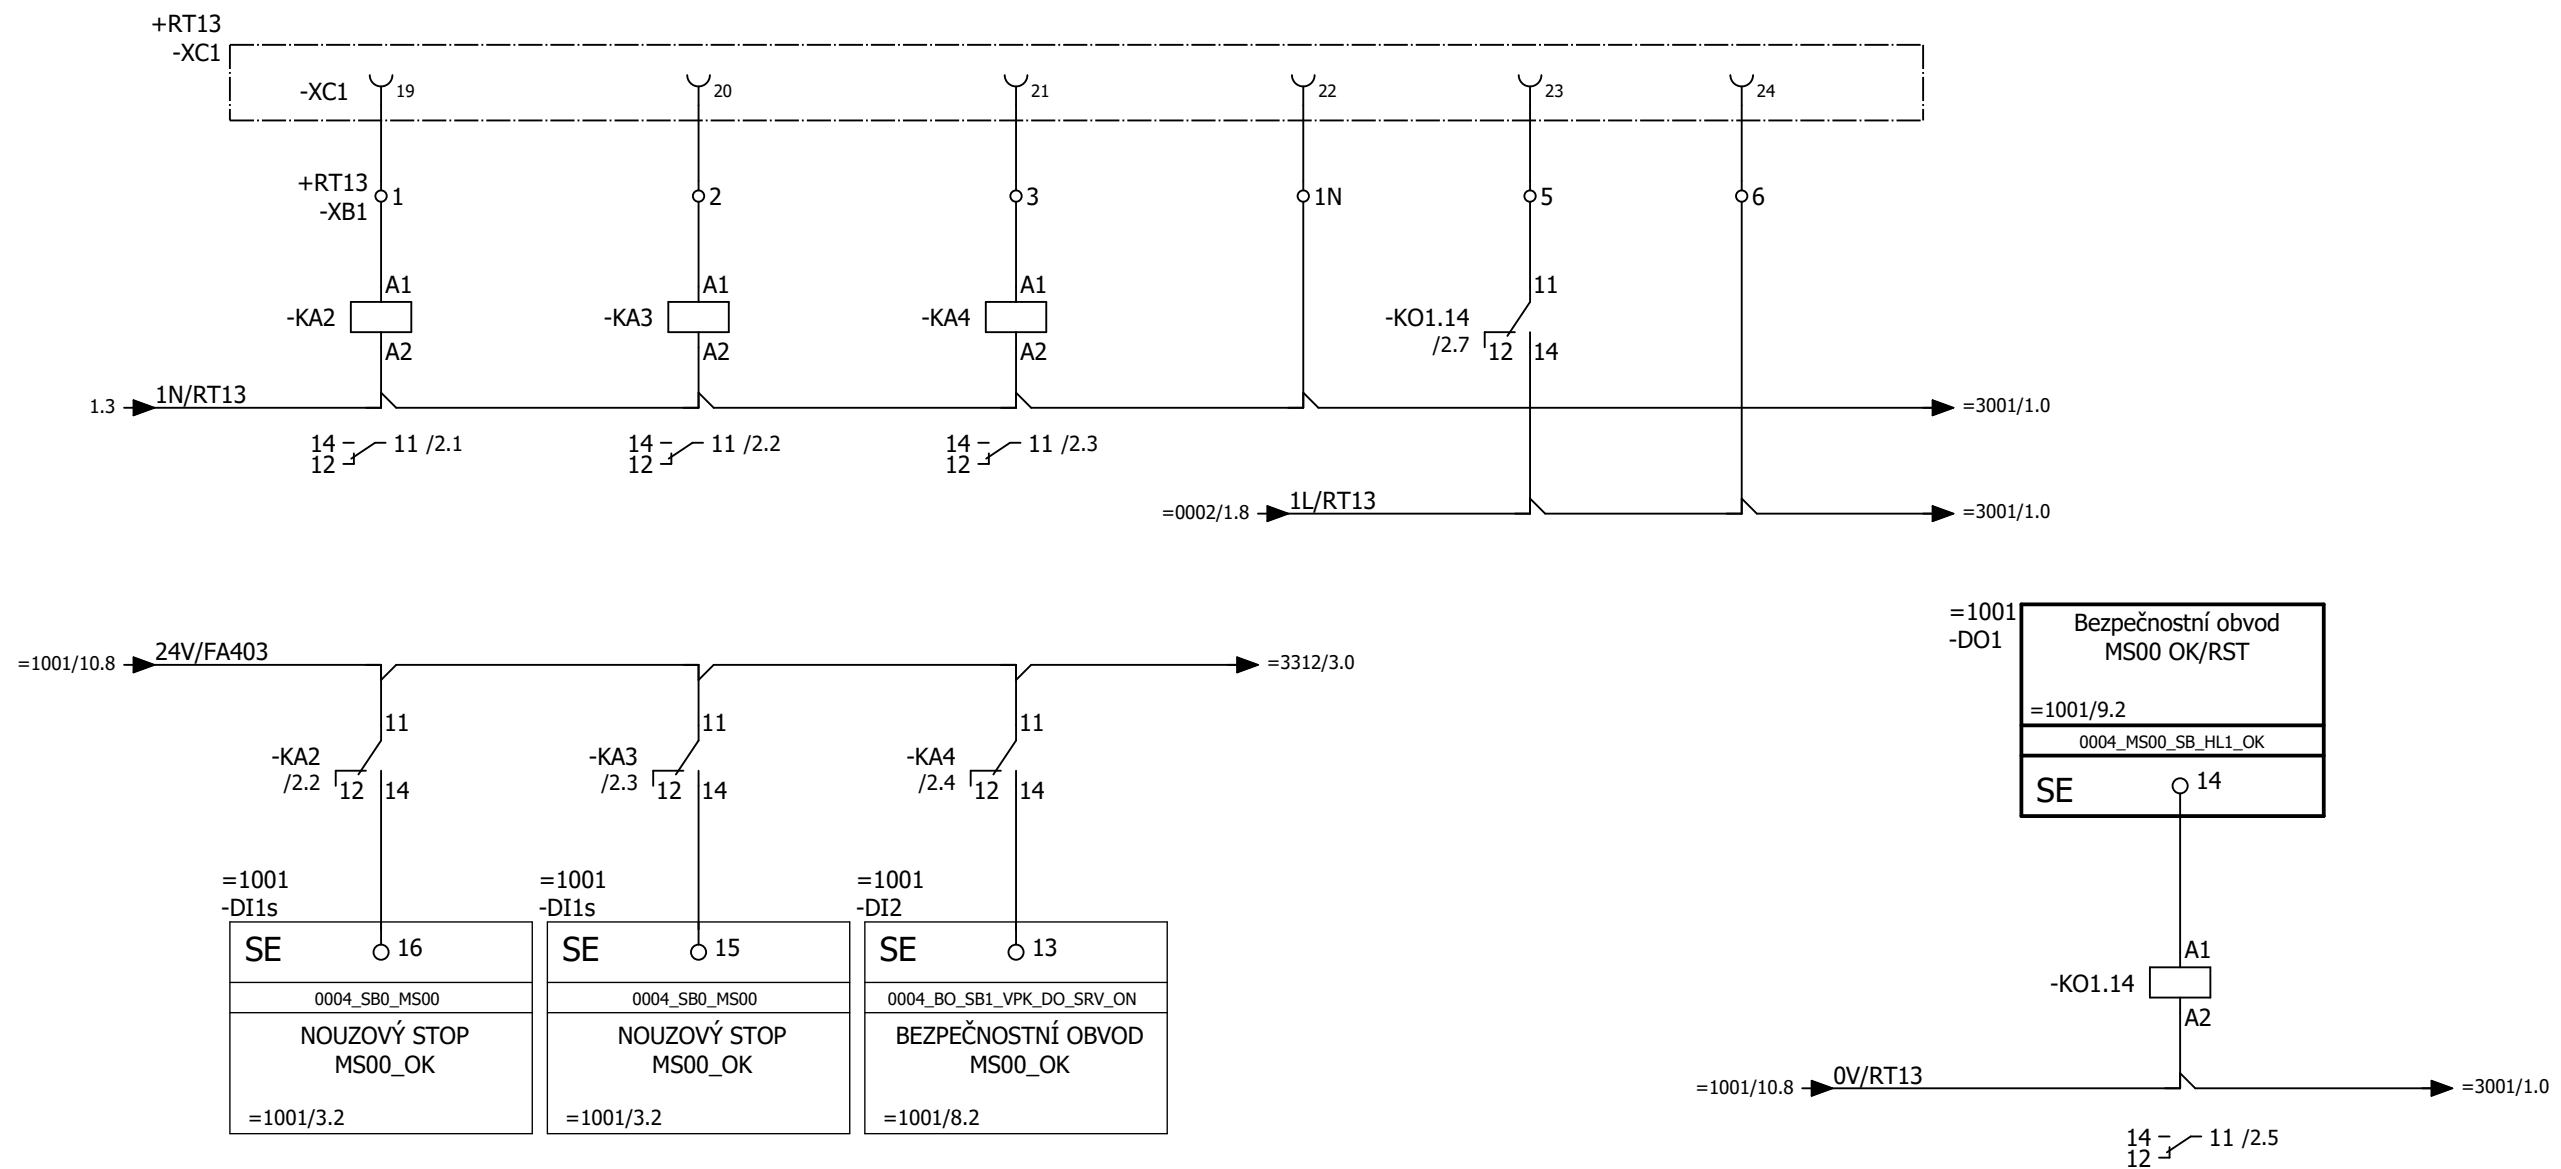 +RT13
-XC1
-XC1 19 20 21 22 23 24
+RT13
-XB1 1 2 3 1N 5 6
A1 A1 A1 11
-KA2 -KA3 -KA4 -KO1.14
/2.7 12 14
A2 A2 A2
1.3 1N/RT13 =3001/1.0
14 11 /2.1 14 11 /2.2 14 11 /2.3
12 12 12
=0002/1.8 1L/RT13 =3001/1.0
=1001/10.8 24V/FA403 =3312/3.0
11 11 11
-KA2 -KA3 -KA4
/2.2 12 14 /2.3 12 14 /2.4 12 14
=1001
-DI1s
SE 16
0004_SB0_MS00
NOUZOVÝ STOP
MS00_OK
=1001/3.2
=1001
-DI1s
SE 15
0004_SB0_MS00
NOUZOVÝ STOP
MS00_OK
=1001/3.2
=1001
-DI2
SE 13
0004_BO_SB1_VPK_DO_SRV_ON
BEZPEČNOSTNÍ OBVOD
MS00_OK
=1001/8.2
=1001
-DO1
Bezpečnostní obvod
MS00 OK/RST
=1001/9.2
0004_MS00_SB_HL1_OK
SE 14
A1
-KO1.14
A2
=1001/10.8 0V/RT13 =3001/1.0
14 11 /2.5
12